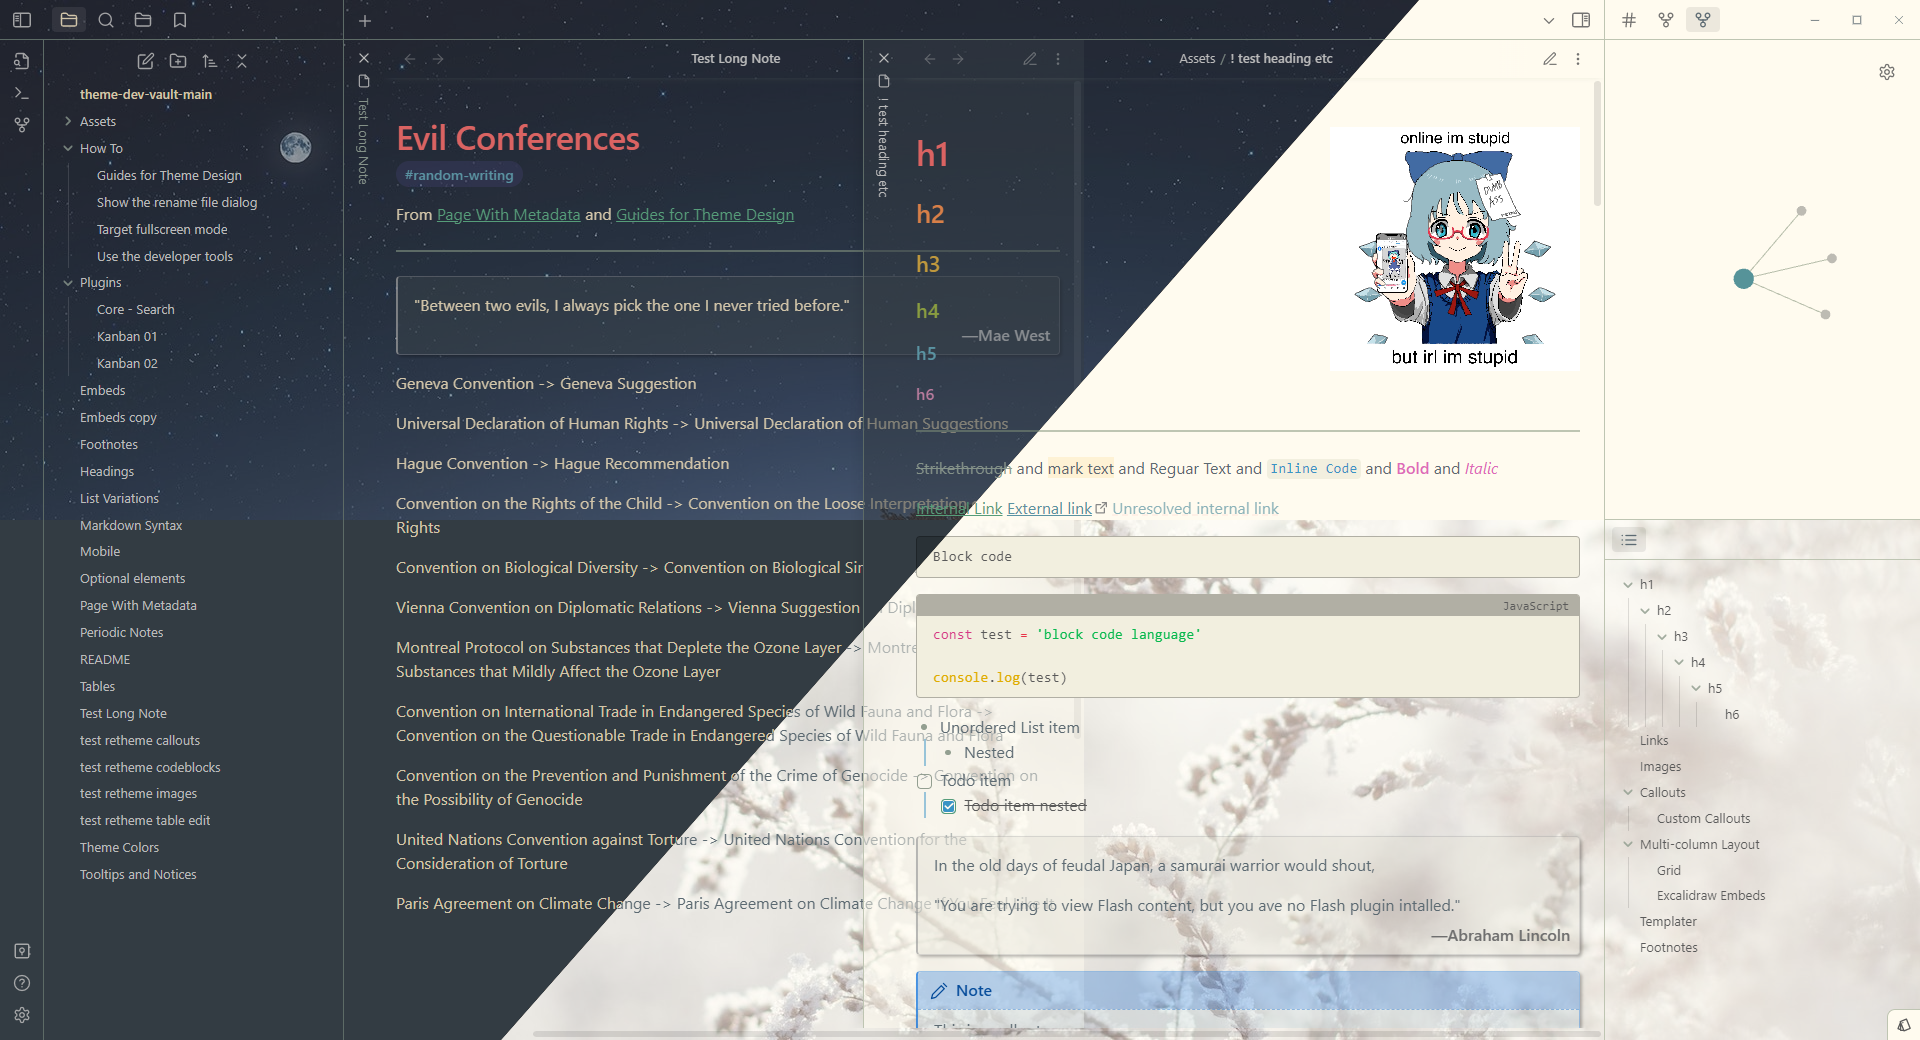 theme-dev-vault-main
Assets
How To
Guides for Theme Design
Show the rename file dialog
Target fullscreen mode
Use the developer tools
Plugins
Core - Search
Kanban 01
Kanban 02
Embeds
Embeds copy
Footnotes
Headings
List Variations
Markdown Syntax
Mobile
Optional elements
Page With Metadata
Periodic Notes
README
Tables
Test Long Note
test retheme callouts
test retheme codeblocks
test retheme images
test retheme table edit
Theme Colors
Tooltips and Notices
Test Long Note
Test Long Note
Evil Conferences
#random-writing
From Page With Metadata and Guides for Theme Design
"Between two evils, I always pick the one I never tried before."
—Mae West
Geneva Convention -> Geneva Suggestion
Universal Declaration of Human Rights -> Universal Declaration of Human Suggestions
Hague Convention -> Hague Recommendation
Convention on the Rights of the Child -> Convention on the Loose Interpretation
Rights
Convention on Biological Diversity -> Convention on Biological Sir
Vienna Convention on Diplomatic Relations -> Vienna Suggestion Dipl
Montreal Protocol on Substances that Deplete the Ozone Layer -> Montre
Substances that Mildly Affect the Ozone Layer
Convention on International Trade in Endangered Species of Wild Fauna and Flora ->
Convention on the Questionable Trade in Endangered Species of Wild Fauna and Flora
Convention on the Prevention and Punishment of the Crime of Genocide -> Convention on
the Possibility of Genocide
United Nations Convention against Torture -> United Nations Convention for the
Consideration of Torture
Paris Agreement on Climate Change -> Paris Agreement on Climate Change
! test heading etc
Assets / ! test heading etc
h1
h2
h3
h4
h5
h6
online im stupid
DUMB
ASS
but irl im stupid
Strikethrough and mark text and Reguar Text and Inline Code and Bold and Italic
Internal Link External link Unresolved internal link
Block code
JavaScript
const test = 'block code language'
console.log(test)
Unordered List item
Nested
Todo item
Todo item nested
In the old days of feudal Japan, a samurai warrior would shout,
"You are trying to view Flash content, but you ave no Flash plugin intalled."
—Abraham Lincoln
Note
h1
h2
h3
h4
h5
h6
Links
Images
Callouts
Custom Callouts
Multi-column Layout
Grid
Excalidraw Embeds
Templater
Footnotes